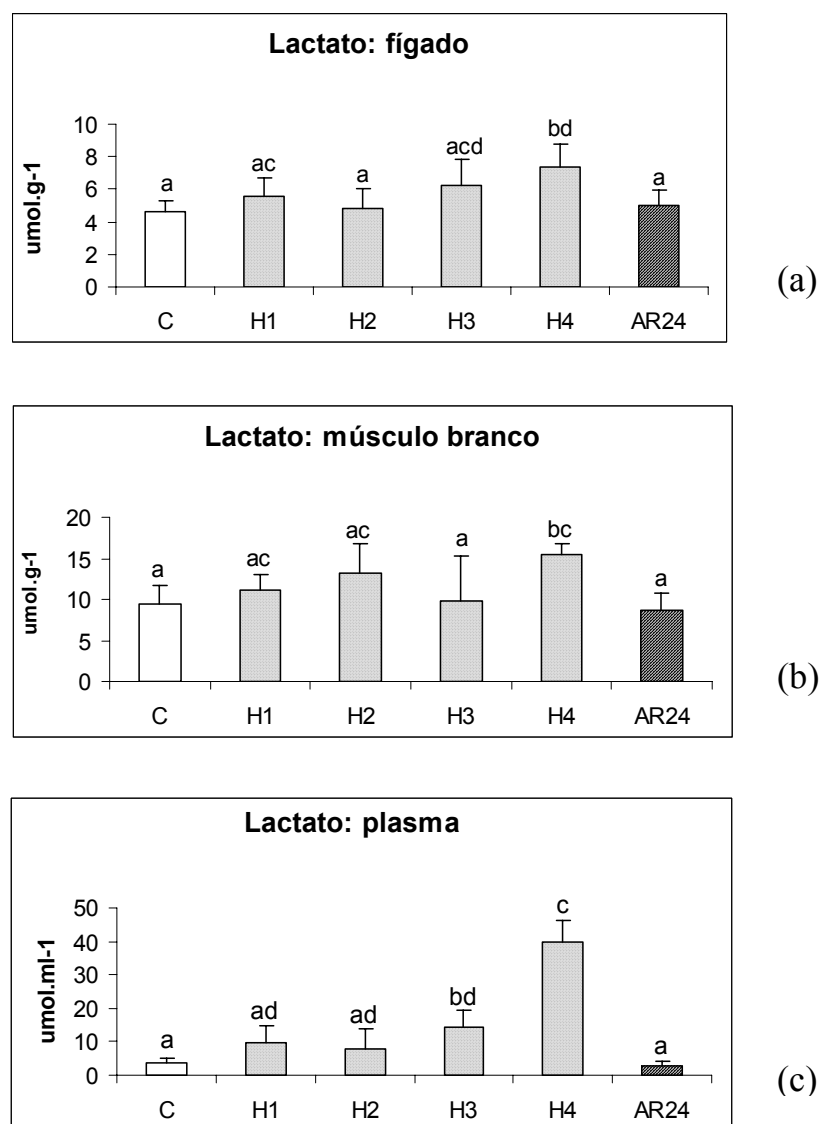 Lactato: fígado
umol.g-1
10
8
6
4
2
0
a
ac
a
acd
bd
a
C H1 H2 H3 H4 AR24
(a)
Lactato: músculo branco
umol.g-1
20
15
10
5
0
a
ac
ac
a
bc
a
C H1 H2 H3 H4 AR24
(b)
Lactato: plasma
umol.ml-1
50
40
30
20
10
0
a
ad
ad
bd
c
a
C H1 H2 H3 H4 AR24
(c)